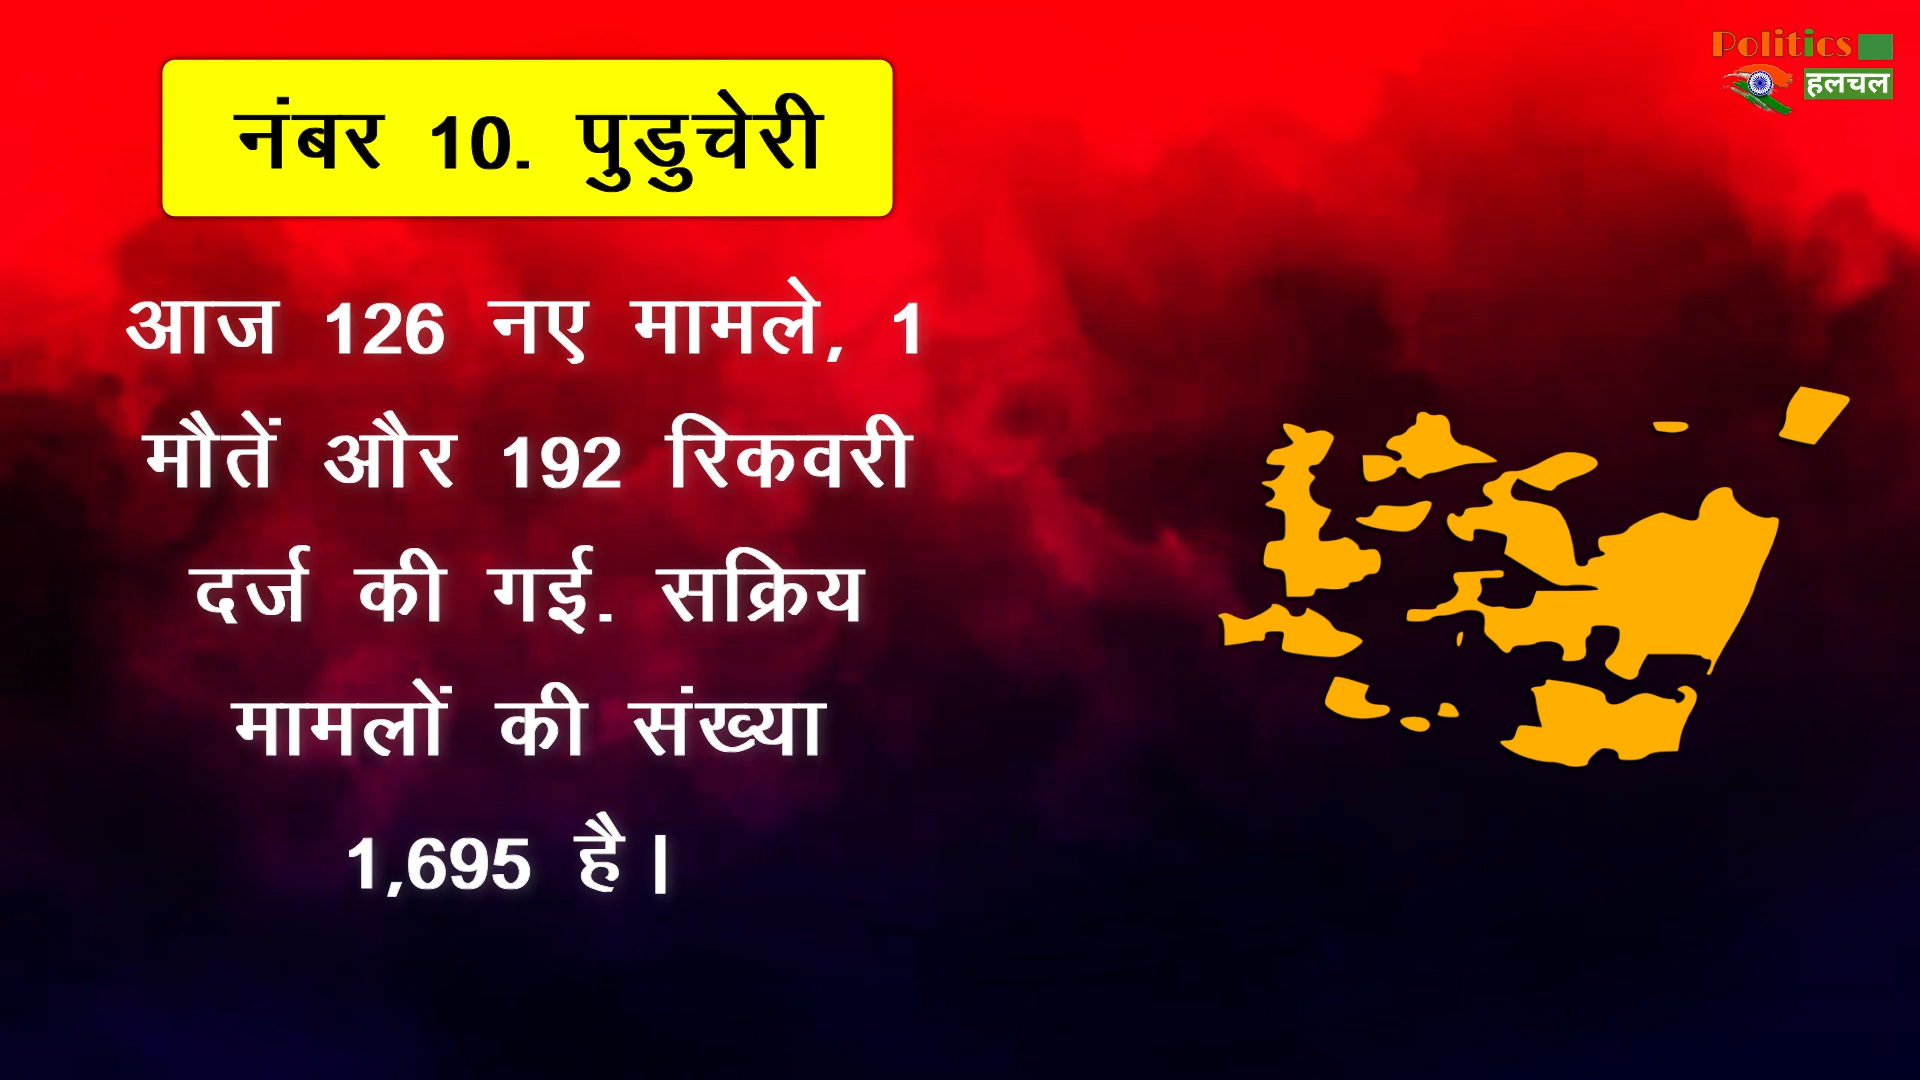 Politics
हलचल
नंबर 10. पुडुचेरी
आज 126 नए मामले, 1
मौतें और 192 रिकवरी
दर्ज की गई. सक्रिय
मामलों की संख्या
1,695 है।